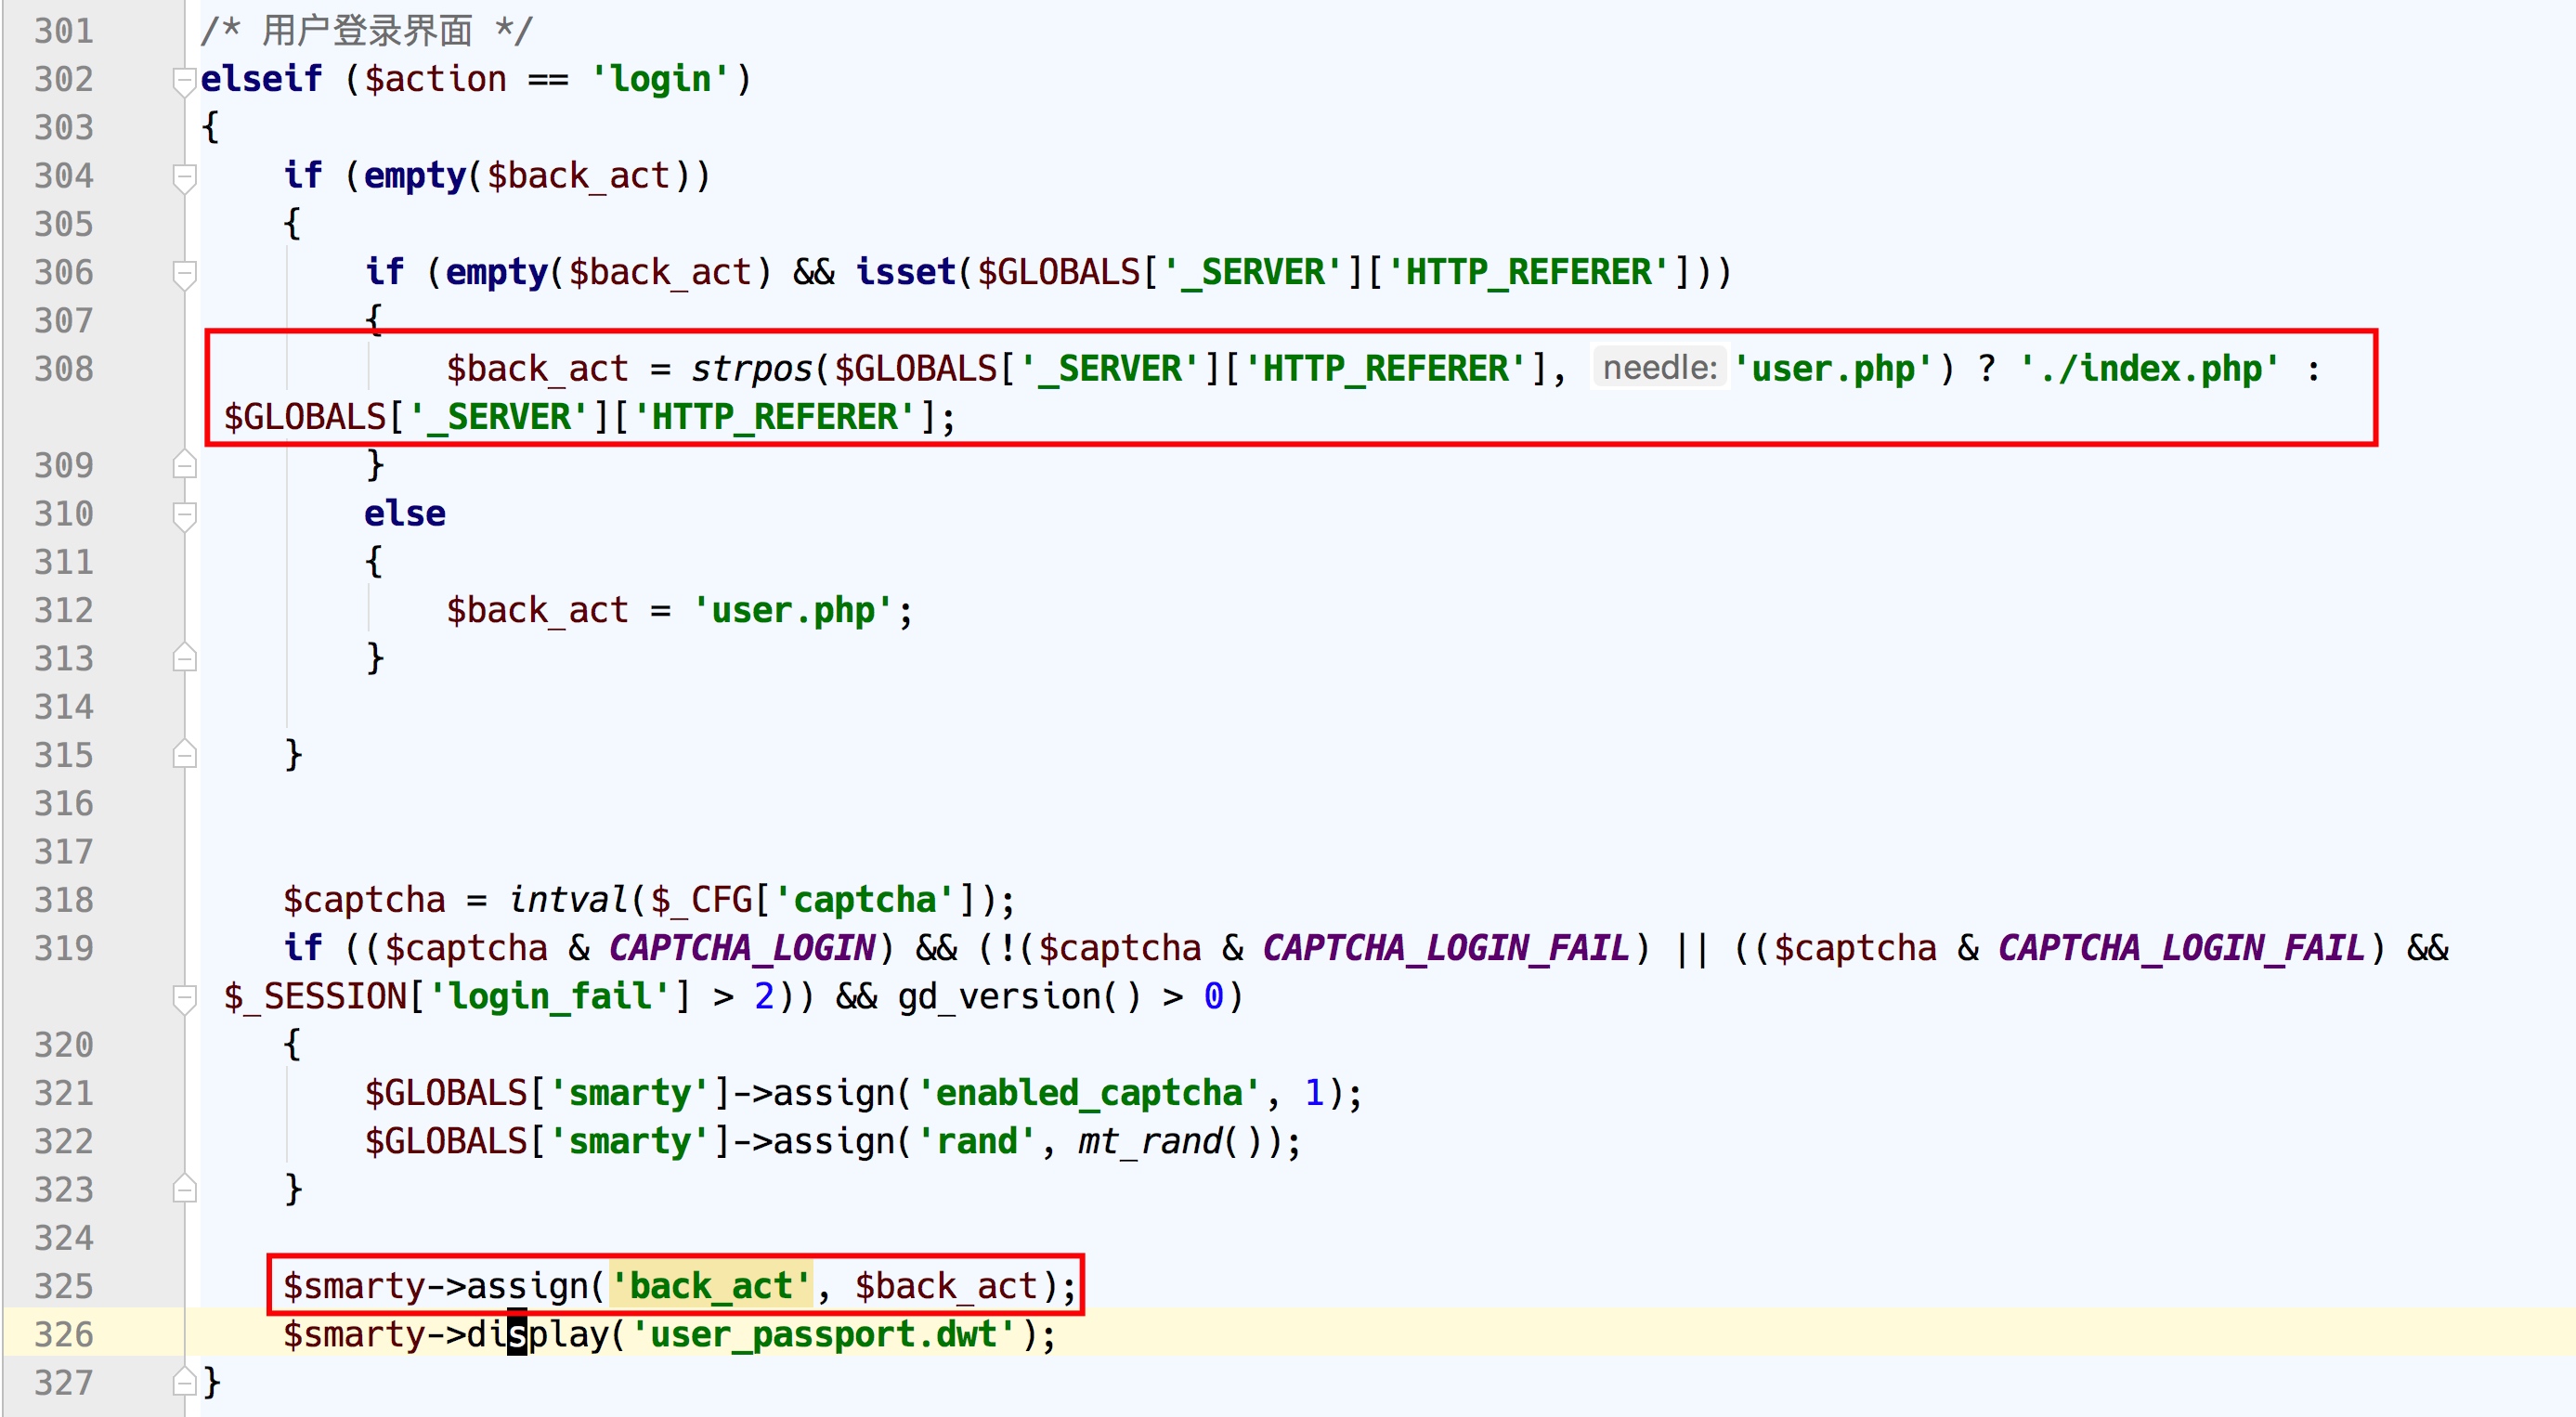 301 /* 用户登录界面 */
302 elseif ($action == 'login')
303 {
304     if (empty($back_act))
305     {
306         if (empty($back_act) && isset($GLOBALS['_SERVER']['HTTP_REFERER']))
307         {
308             $back_act = strpos($GLOBALS['_SERVER']['HTTP_REFERER'], needle: 'user.php') ? './index.php' :
$GLOBALS['_SERVER']['HTTP_REFERER'];
309         }
310         else
311         {
312             $back_act = 'user.php';
313         }
314
315     }
316
317
318     $captcha = intval($_CFG['captcha']);
319     if (($captcha & CAPTCHA_LOGIN) && (!($captcha & CAPTCHA_LOGIN_FAIL) || (($captcha & CAPTCHA_LOGIN_FAIL) &&
$_SESSION['login_fail'] > 2)) && gd_version() > 0)
320     {
321         $GLOBALS['smarty']->assign('enabled_captcha', 1);
322         $GLOBALS['smarty']->assign('rand', mt_rand());
323     }
324
325     $smarty->assign('back_act', $back_act);
326     $smarty->display('user_passport.dwt');
327 }